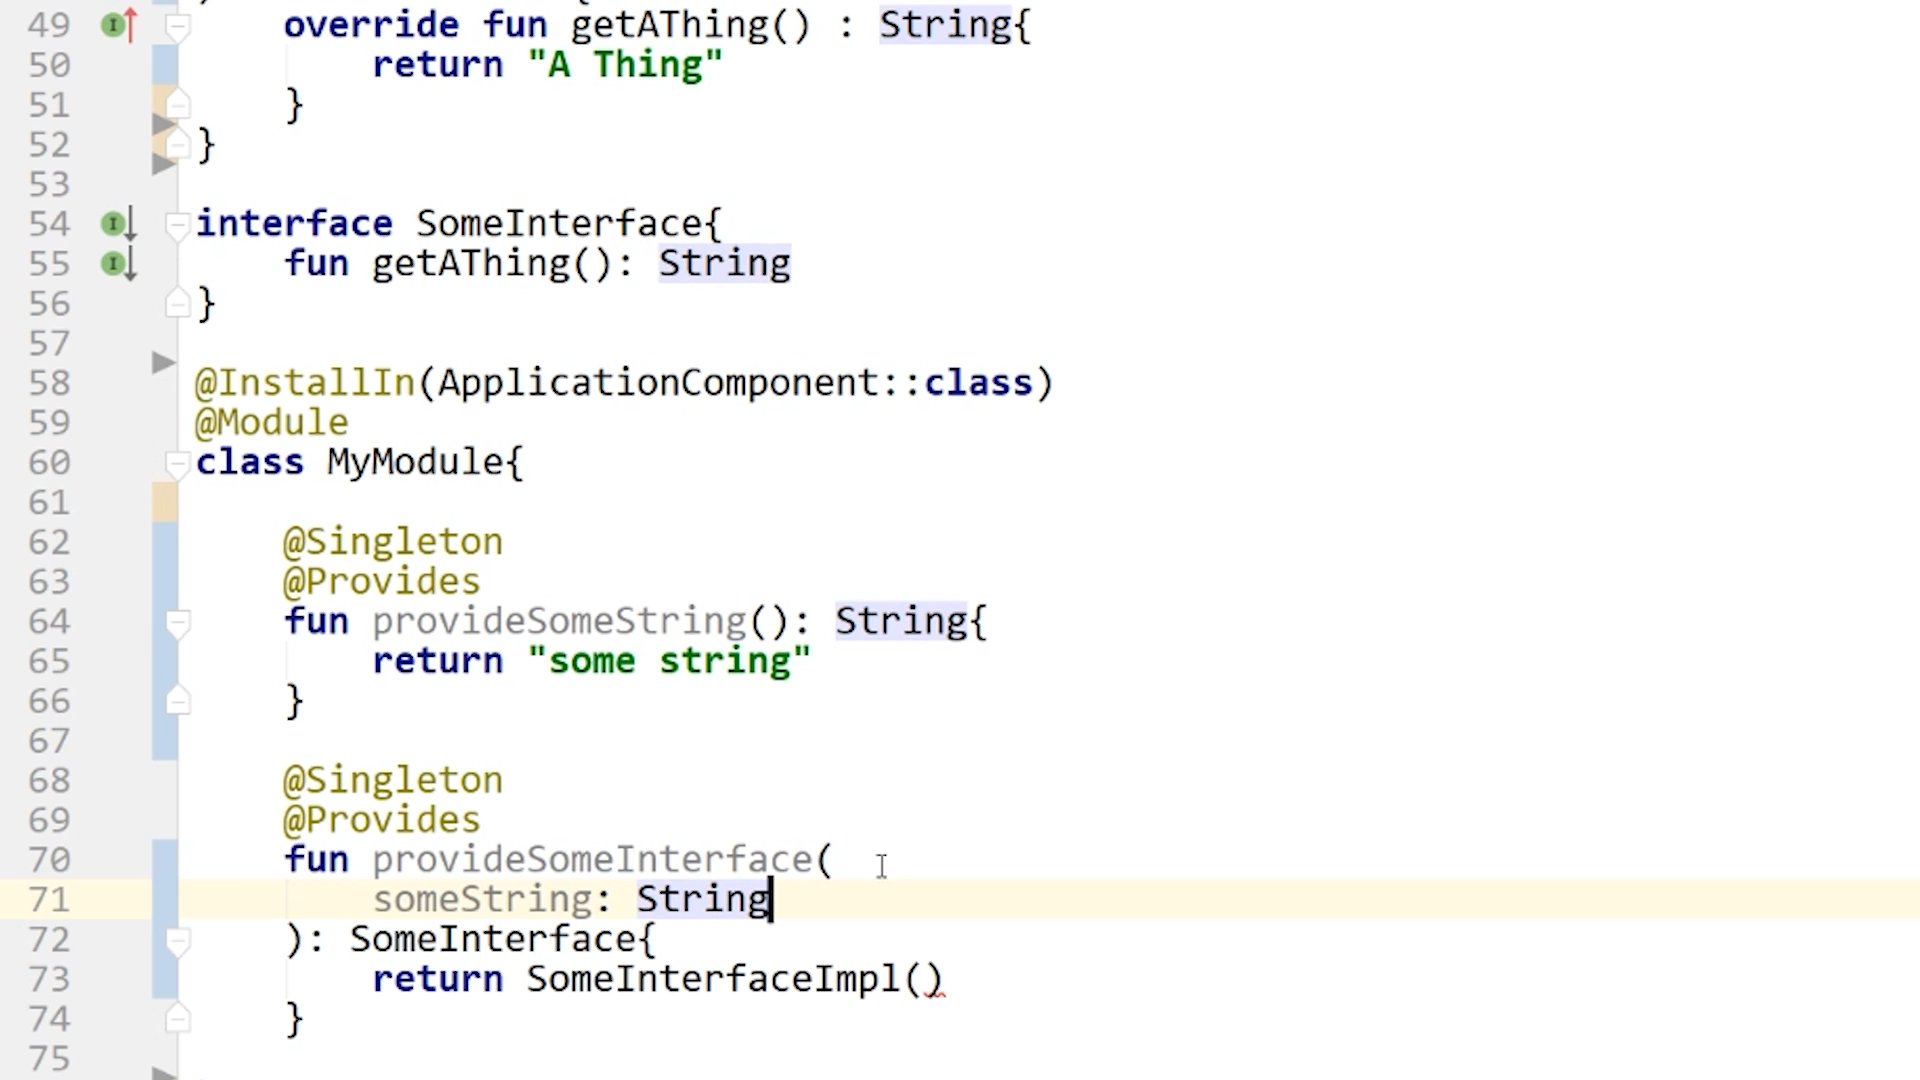 49 override fun getAThing() : String{
50 return "A Thing"
51 }
52 }
53
54 interface SomeInterface{
55 fun getAThing(): String
56 }
57
58 @InstallIn(ApplicationComponent::class)
59 @Module
60 class MyModule{
61
62 @Singleton
63 @Provides
64 fun provideSomeString(): String{
65 return "some string"
66 }
67
68 @Singleton
69 @Provides
70 fun provideSomeInterface(
71 someString: String
72 ): SomeInterface{
73 return SomeInterfaceImpl()
74 }
75